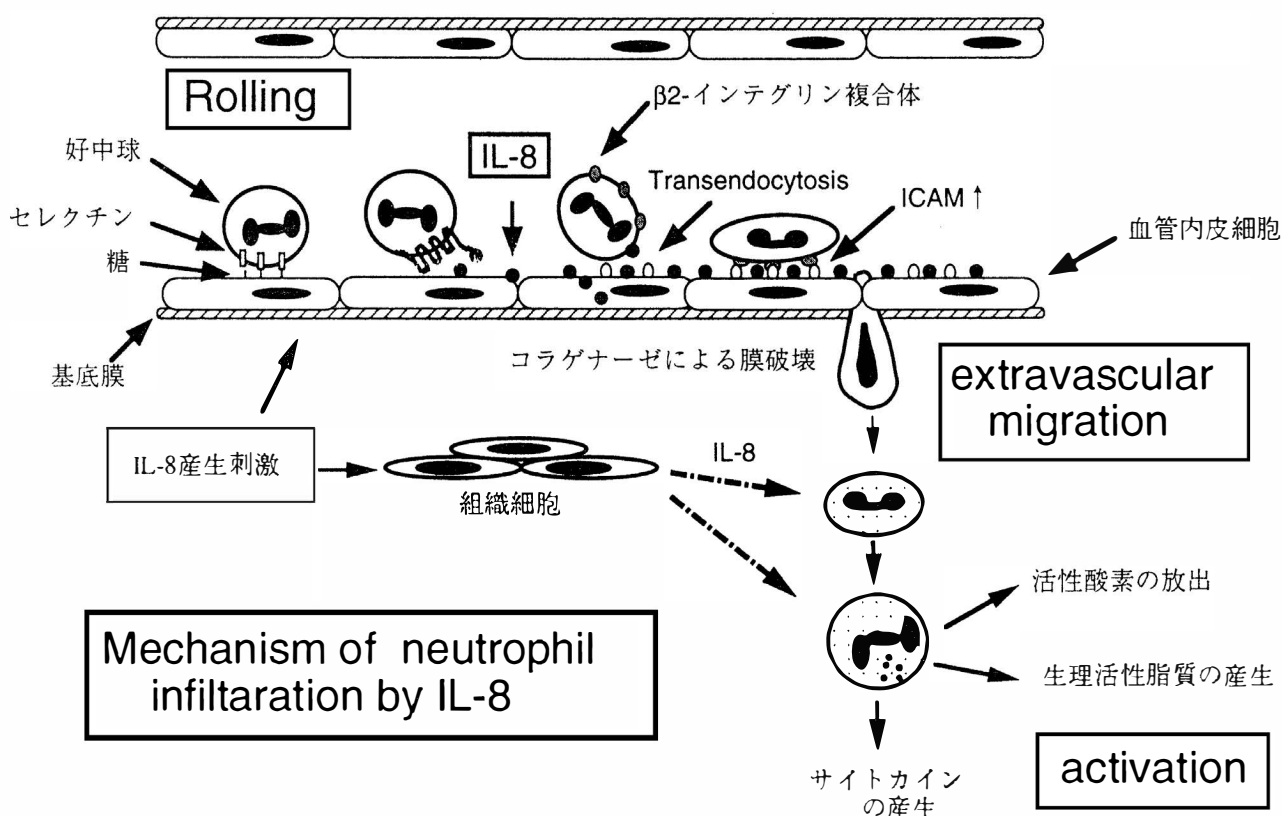 Rolling
β2-インテグリン複合体
好中球
IL-8
Transendocytosis
ICAM ↑
セレクチン
血管内皮細胞
糖
コラゲナーゼによる膜破壊
基底膜
extravascular
migration
IL-8産生刺激
IL-8
組織細胞
活性酸素の放出
Mechanism of neutrophil
infiltaration by IL-8
生理活性脂質の産生
サイトカイン
の産生
activation